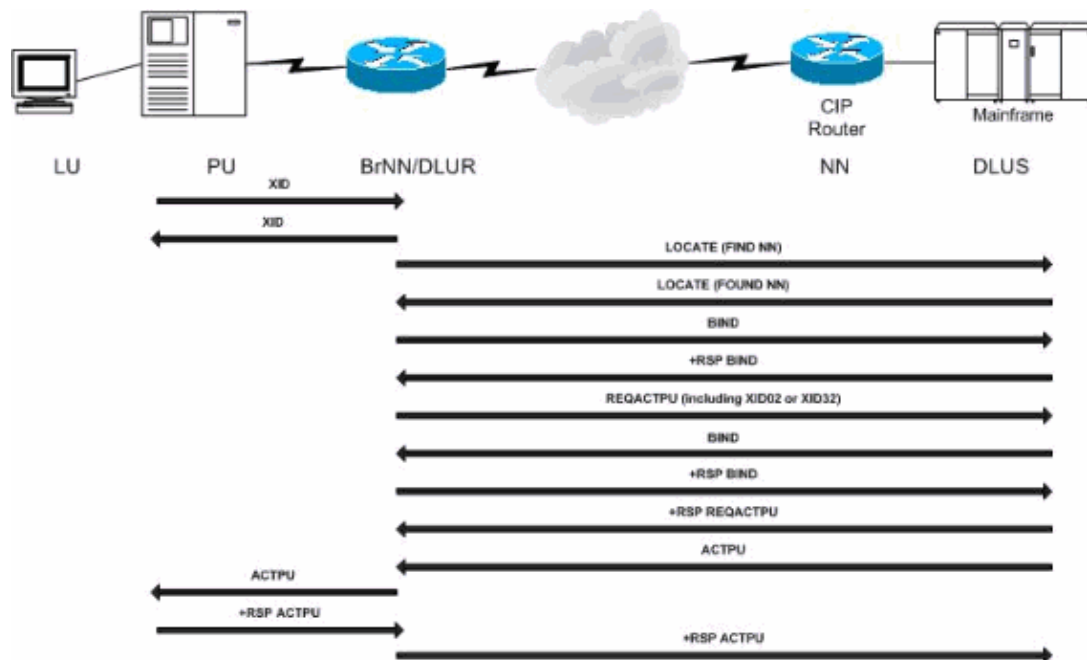 CIP
Router
Mainframe
LU PU BrNN/DLUR NN DLUS
XID
XID
LOCATE (FIND NN)
LOCATE (FOUND NN)
BIND
+RSP BIND
REQACTPU (including XID02 or XID32)
BIND
+RSP BIND
+RSP REQACTPU
ACTPU
ACTPU
+RSP ACTPU
+RSP ACTPU